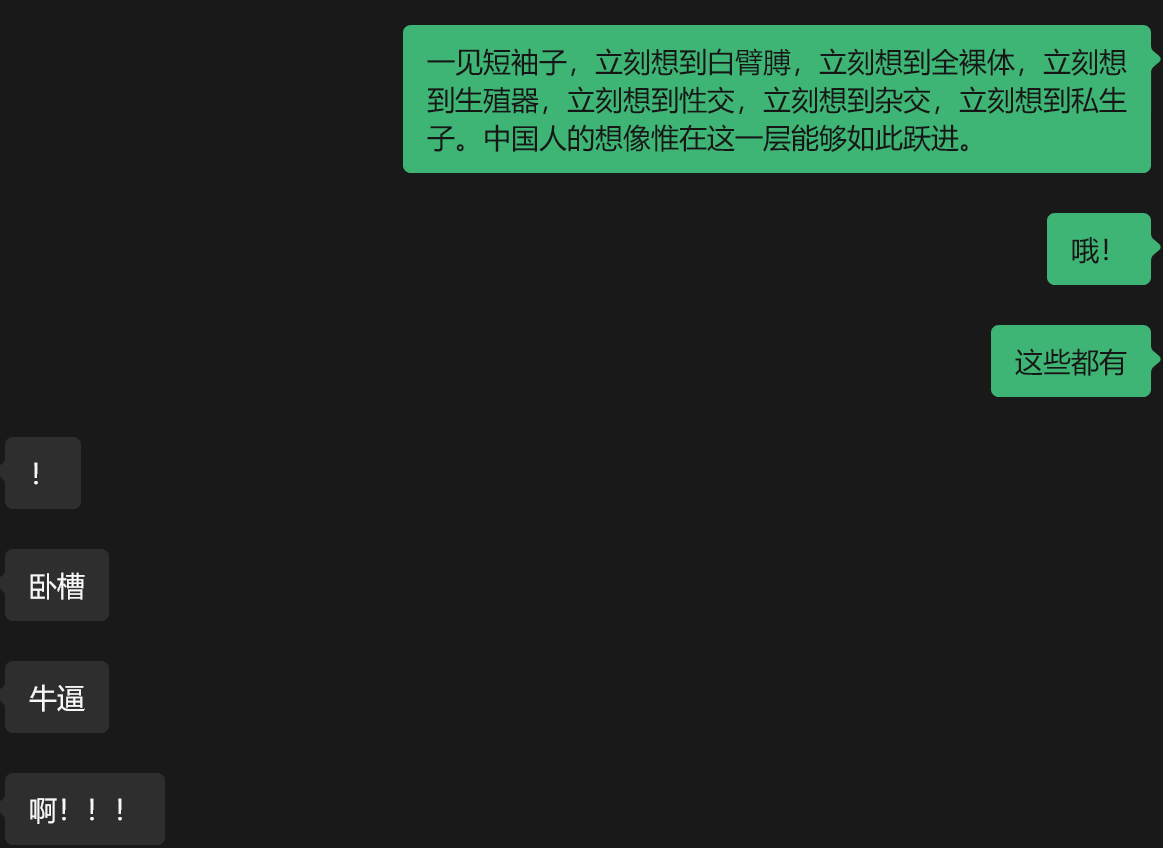 一见短袖子，立刻想到白臂膊，立刻想到全裸体，立刻想
到生殖器，立刻想到性交，立刻想到杂交，立刻想到私生
子。中国人的想像惟在这一层能够如此跃进。
哦！
这些都有
！
卧槽
牛逼
啊！！！